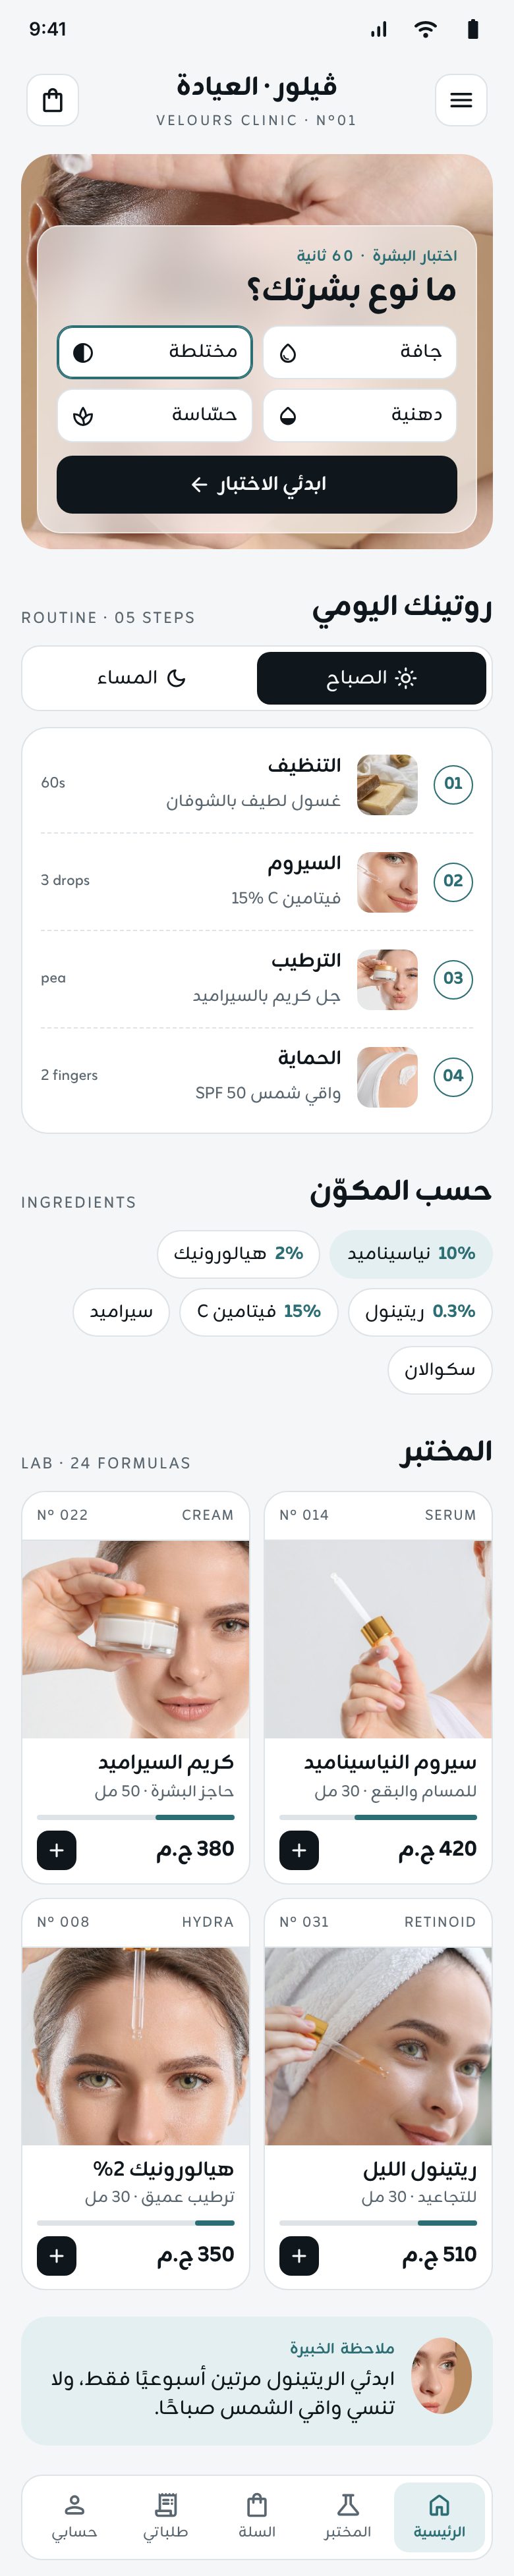 9:41
ڤيلور · العيادة
VELOURS CLINIC · Nº01
اختبار البشرة · 60 ثانية
ما نوع بشرتك؟
جافة
مختلطة
دهنية
حسّاسة
ابدئي الاختبار ←
روتينك اليومي
ROUTINE · 05 STEPS
الصباح
المساء
01
التنظيف
غسول لطيف بالشوفان
60s
02
السيروم
فيتامين C 15%
3 drops
03
الترطيب
جل كريم بالسيراميد
pea
04
الحماية
واقي شمس SPF 50
2 fingers
حسب المكوّن
INGREDIENTS
10% نياسيناميد
2% هيالورونيك
0.3% ريتينول
15% فيتامين C
سيراميد
سكوالان
المختبر
LAB · 24 FORMULAS
SERUM
Nº 014
سيروم النياسيناميد
للمسام والبقع · 30 مل
420 ج.م
+
CREAM
Nº 022
كريم السيراميد
حاجز البشرة · 50 مل
380 ج.م
+
RETINOID
Nº 031
ريتينول الليل
للتجاعيد · 30 مل
510 ج.م
+
HYDRA
Nº 008
هيالورونيك 2%
ترطيب عميق · 30 مل
350 ج.م
+
ملاحظة الخبيرة
ابدئي الريتينول مرتين أسبوعيًا فقط، ولا
تنسي واقي الشمس صباحًا.
الرئيسية
المختبر
السلة
طلباتي
حسابي